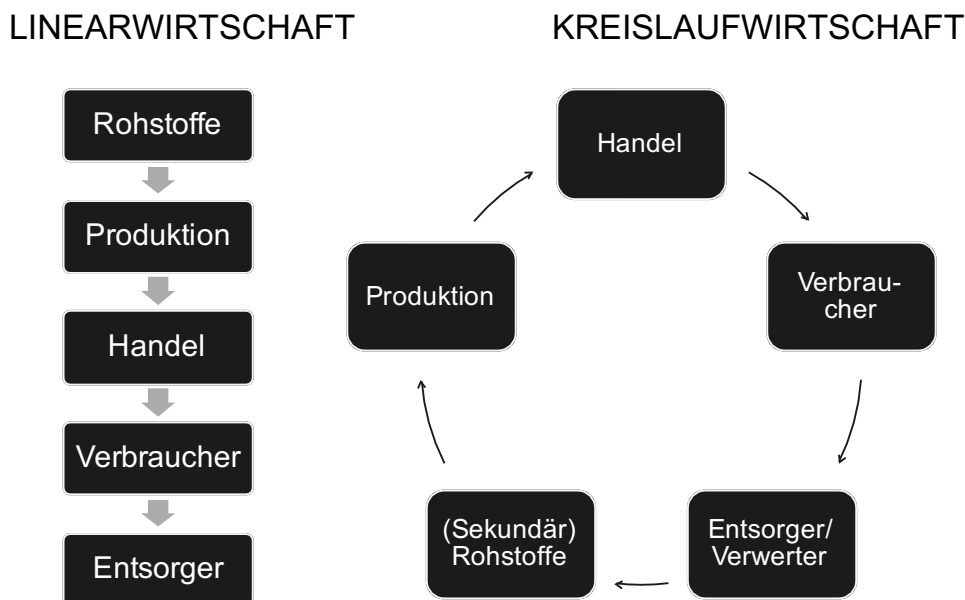 LINEARWIRTSCHAFT
Rohstoffe
Produktion
Handel
Verbraucher
Entsorger
KREISLAUFWIRTSCHAFT
Handel
Verbrau-
cher
Entsorger/
Verwerter
(Sekundär)
Rohstoffe
Produktion